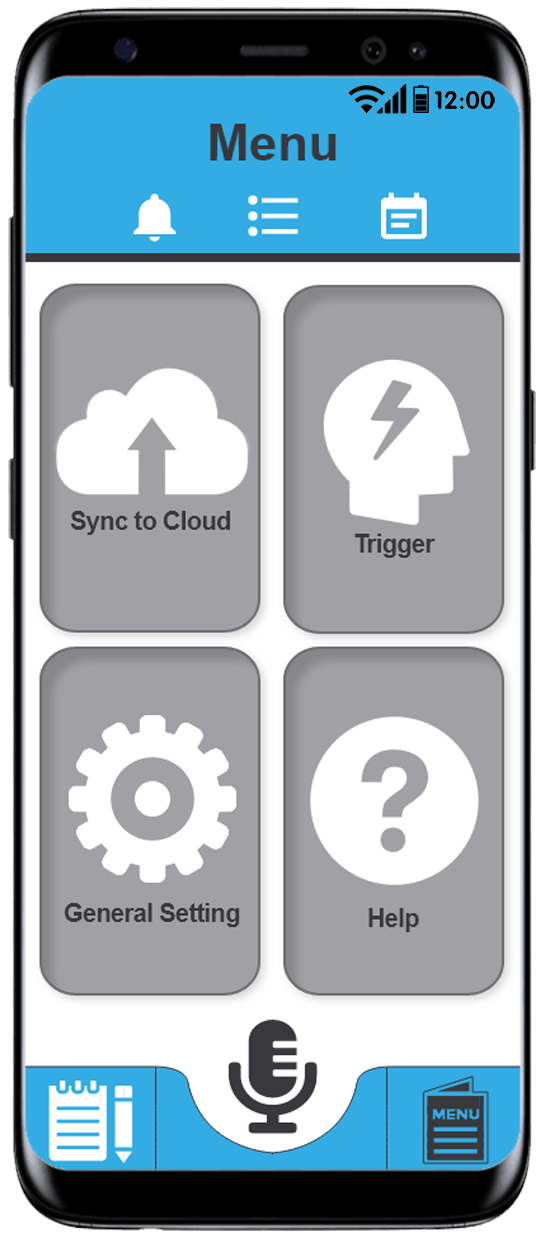 12:00
Menu
Sync to Cloud
Trigger
General Setting
Help
MENU